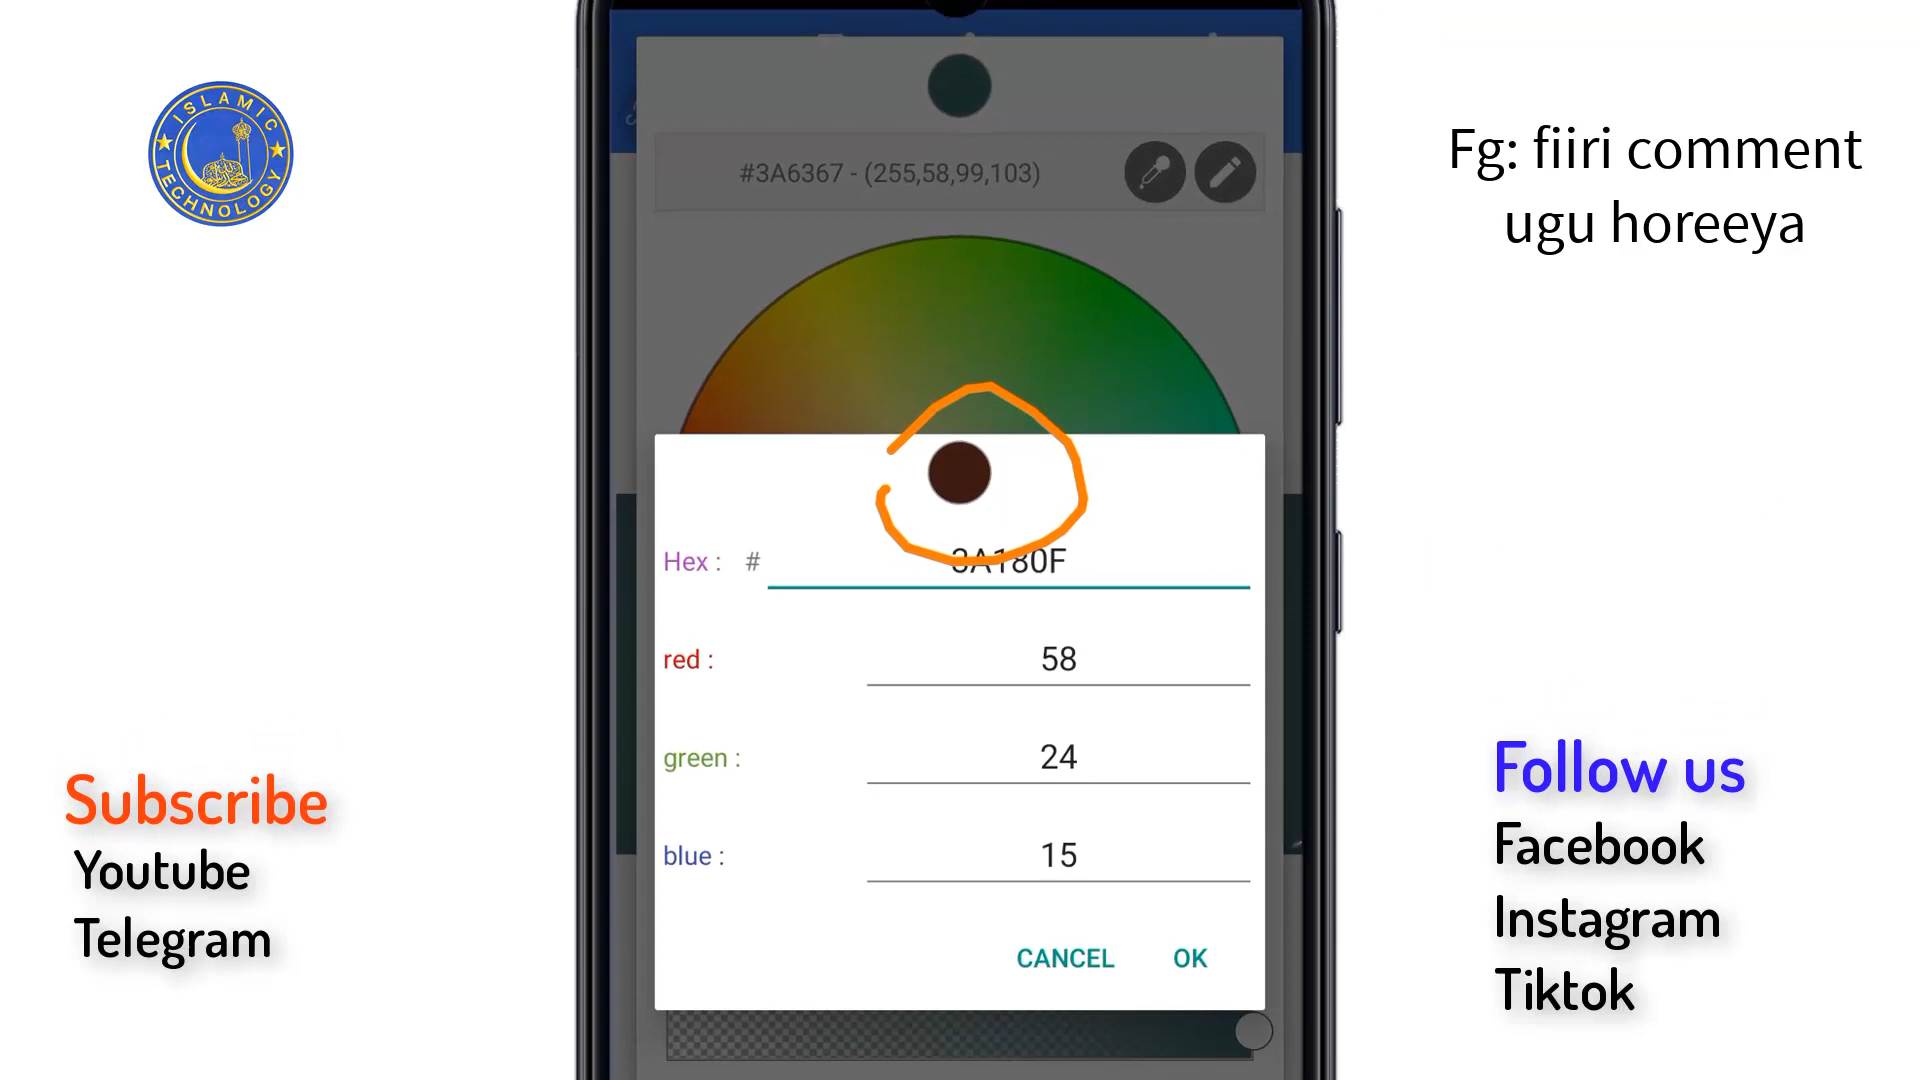 ISLAMIC
TECHNOLOGY
Fg: fiiri comment
ugu horeeya
#3A6367 - (255,58,99,103)
Hex : # 3A180F
red : 58
green : 24
blue : 15
CANCEL OK
Subscribe
Youtube
Telegram
Follow us
Facebook
Instagram
Tiktok